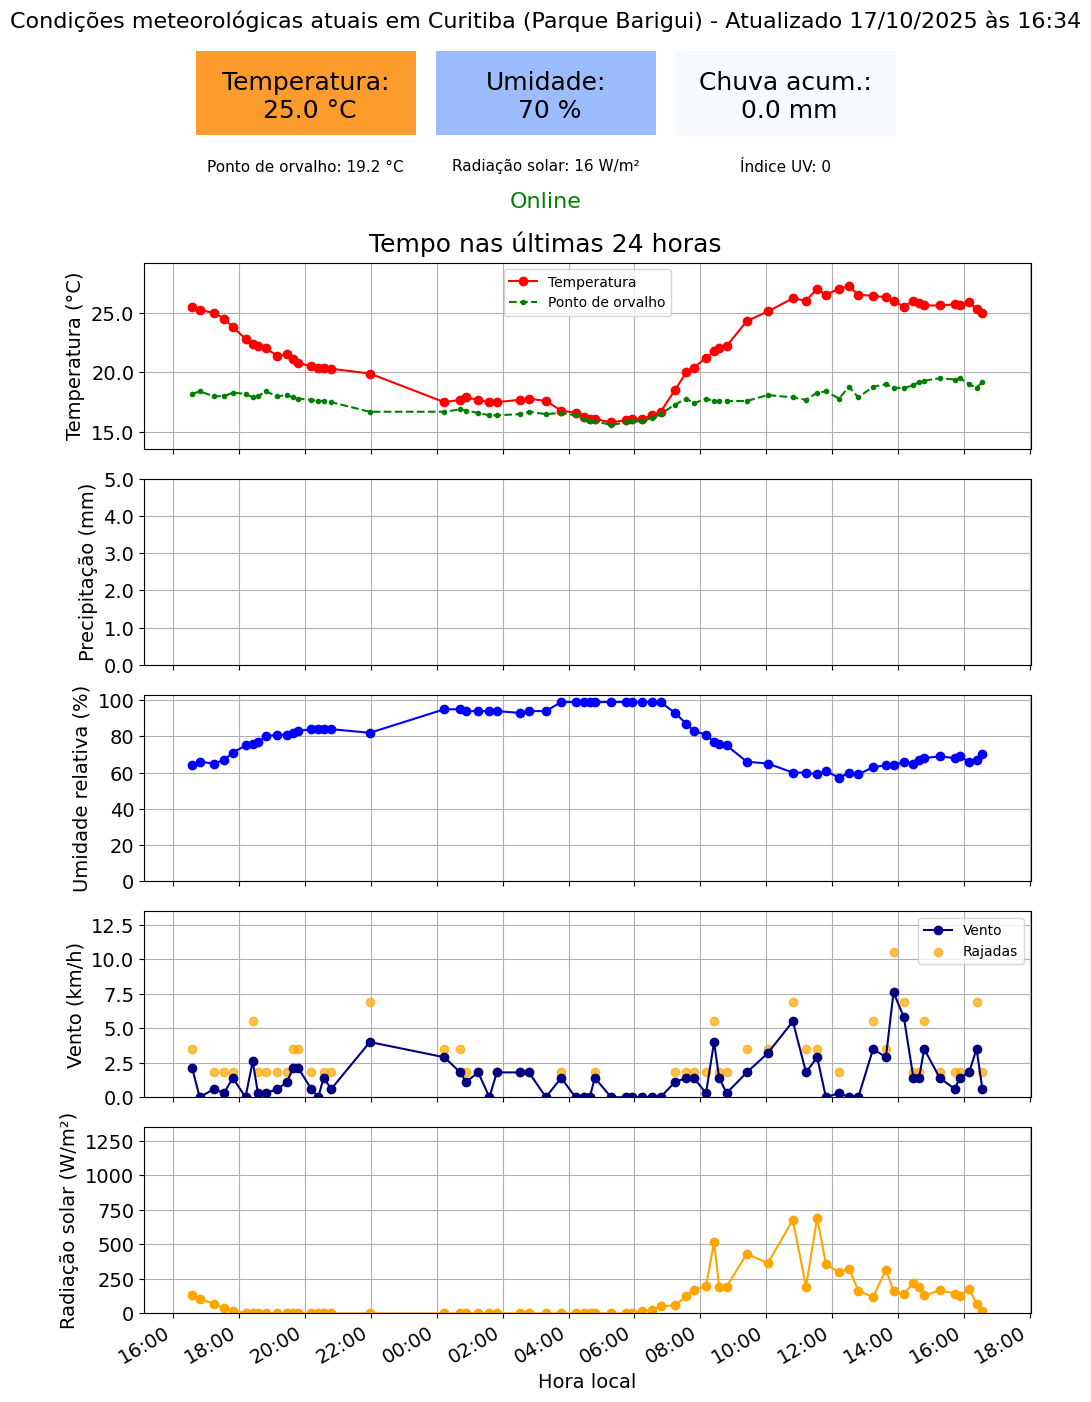 Condições meteorológicas atuais em Curitiba (Parque Barigui) - Atualizado 17/10/2025 às 16:34
Temperatura:
25.0 °C
Umidade:
70 %
Chuva acum.:
0.0 mm
Ponto de orvalho: 19.2 °C
Radiação solar: 16 W/m²
Índice UV: 0
Online
Tempo nas últimas 24 horas
Temperatura (°C)
25.0
20.0
15.0
Temperatura
Ponto de orvalho
Precipitação (mm)
5.0
4.0
3.0
2.0
1.0
0.0
Umidade relativa (%)
100
80
60
40
20
0
Vento (km/h)
12.5
10.0
7.5
5.0
2.5
0.0
Vento
Rajadas
Radiação solar (W/m²)
1250
1000
750
500
250
0
16:00
18:00
20:00
22:00
00:00
02:00
04:00
06:00
08:00
10:00
12:00
14:00
16:00
18:00
Hora local